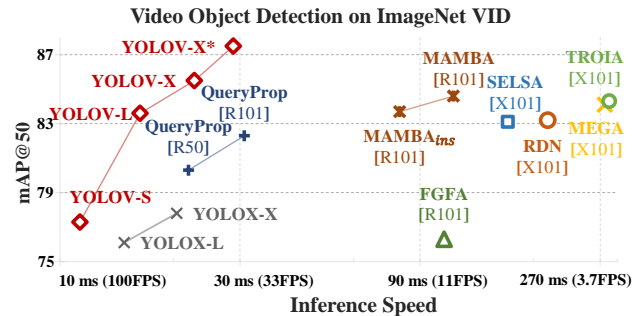 Video Object Detection on ImageNet VID
87
YOLOV-X*
MAMBA
[R101]
TROIA
[X101]
YOLOV-X
QueryProp
[R101]
SELSA
[X101]
YOLOV-L
83
QueryProp
[R50]
MAMBAins
[R101]
RDN
[X101]
MEGA
[X101]
mAP@50
79
YOLOV-S
YOLOX-X
FGFA
[R101]
YOLOX-L
75
10 ms (100FPS)
30 ms (33FPS)
90 ms (11FPS)
270 ms (3.7FPS)
Inference Speed